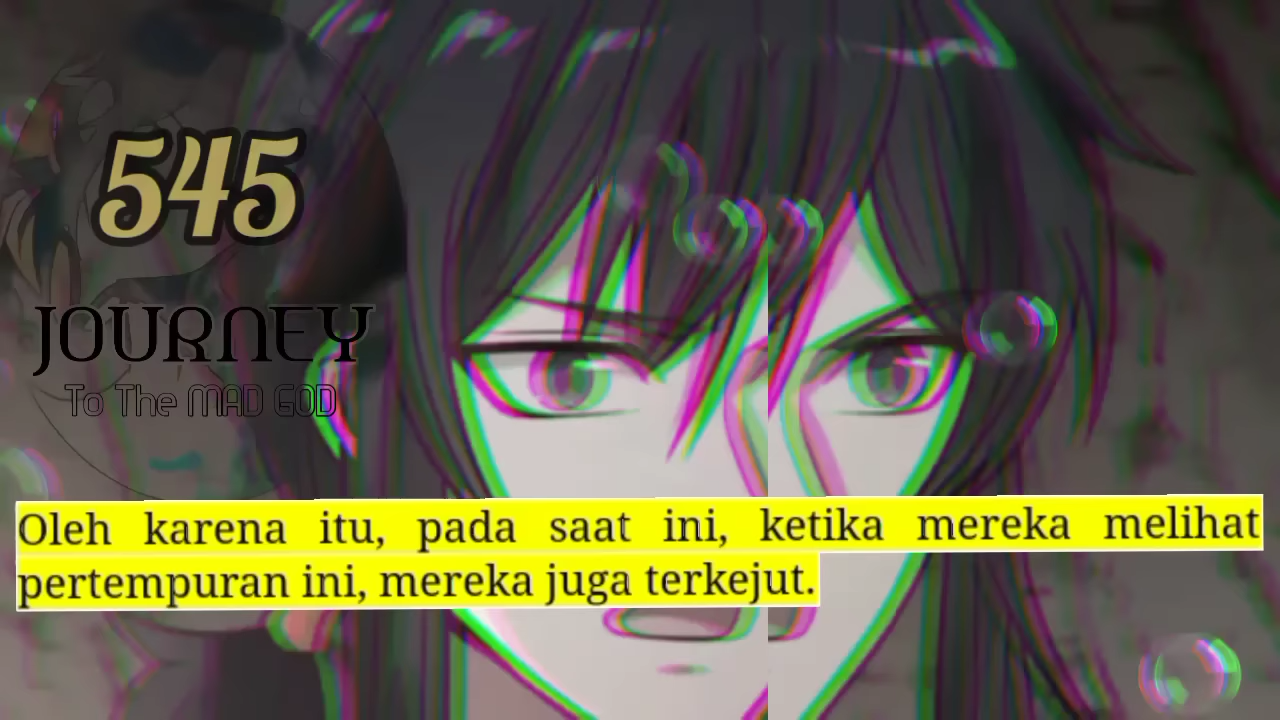 545
JOURNEY
To The MAD GOD
Oleh karena itu, pada saat ini, ketika mereka melihat
pertempuran ini, mereka juga terkejut.